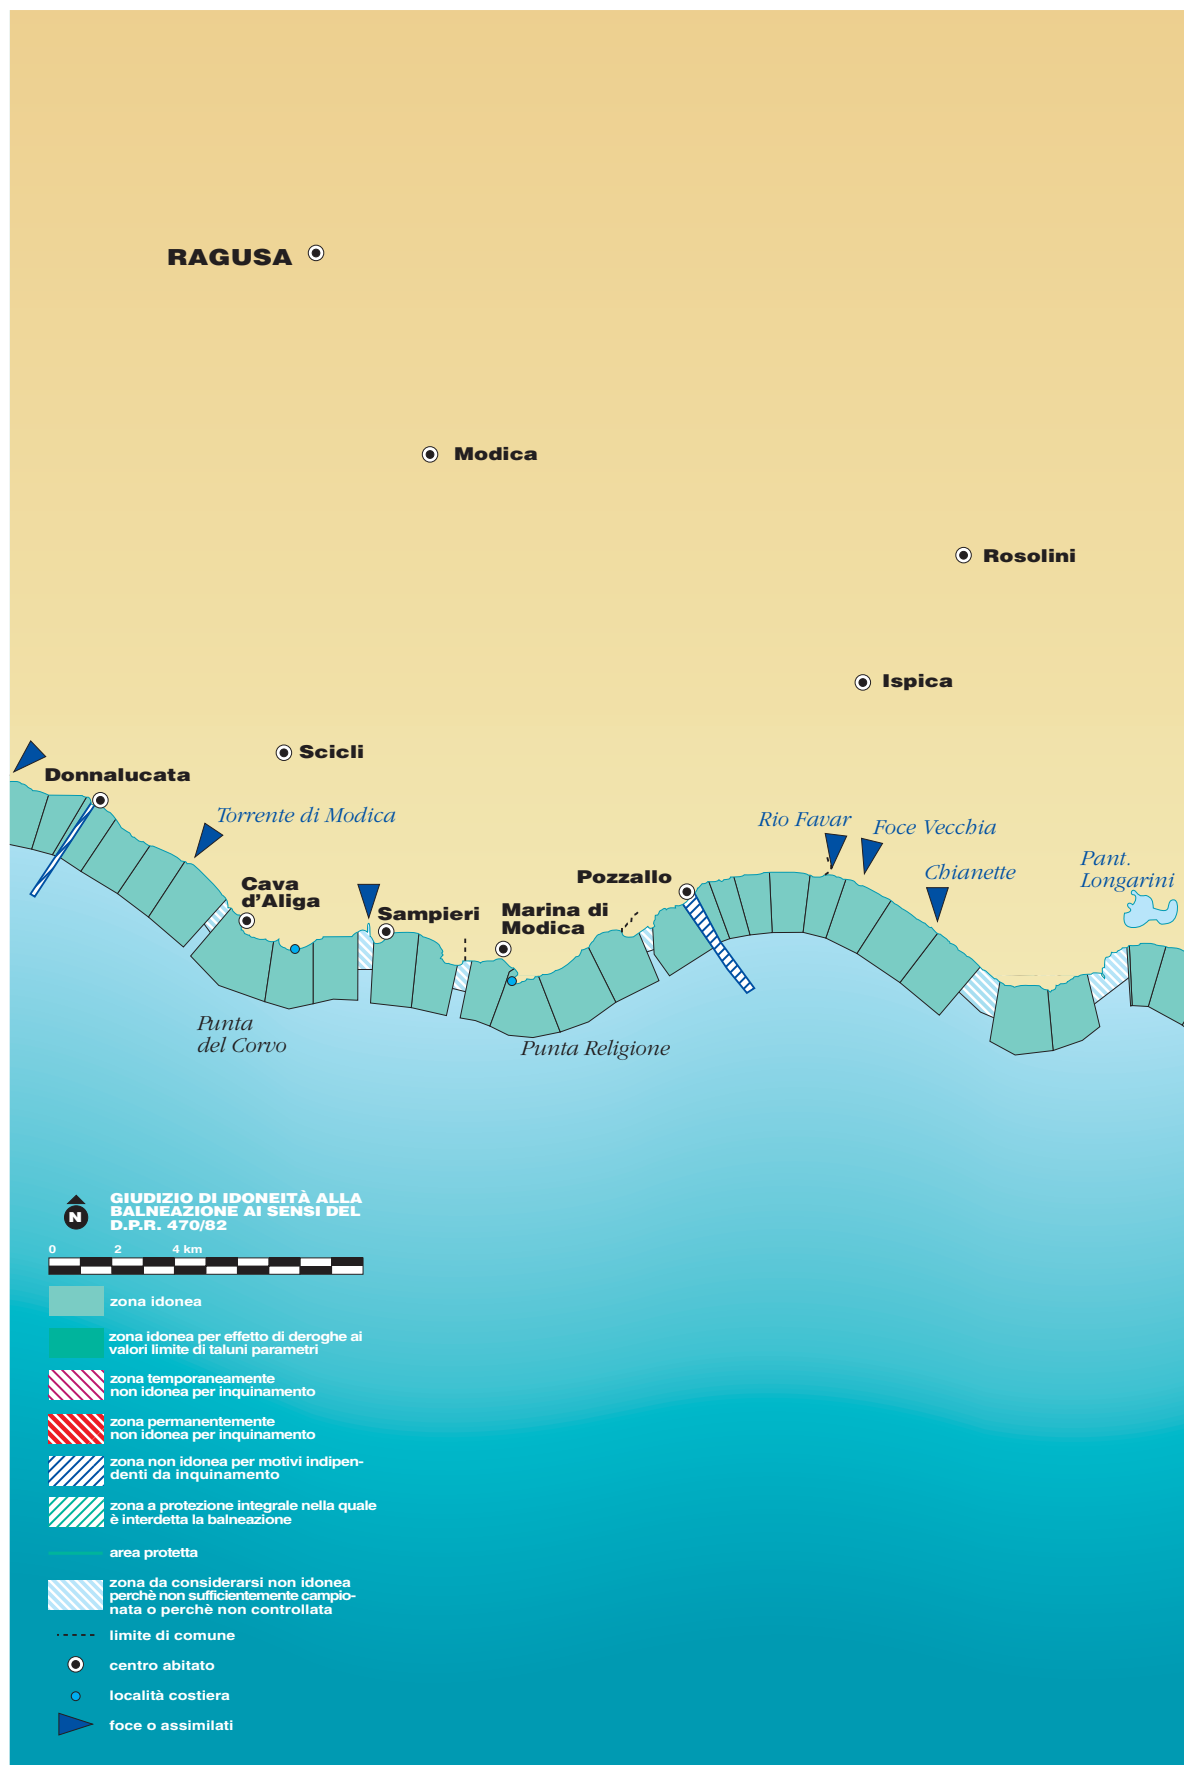 RAGUSA
Modica
Rosolini
Ispica
Scicli
Donnalucata
Torrente di Modica
Rio Favar
Foce Vecchia
Pant.
Longarini
Chianette
Cava
d'Aliga
Pozzallo
Sampieri
Marina di
Modica
Punta
del Corvo
Punta Religione
N
GIUDIZIO DI IDONEITÀ ALLA
BALNEAZIONE AI SENSI DEL
D.P.R. 470/82
0 2 4 km
zona idonea
zona idonea per effetto di deroghe ai
valori limite di taluni parametri
zona temporaneamente
non idonea per inquinamento
zona permanentemente
non idonea per inquinamento
zona non idonea per motivi indipen-
denti da inquinamento
zona a protezione integrale nella quale
è interdetta la balneazione
area protetta
zona da considerarsi non idonea
perchè non sufficientemente campio-
nata o perchè non controllata
limite di comune
centro abitato
località costiera
foce o assimilati